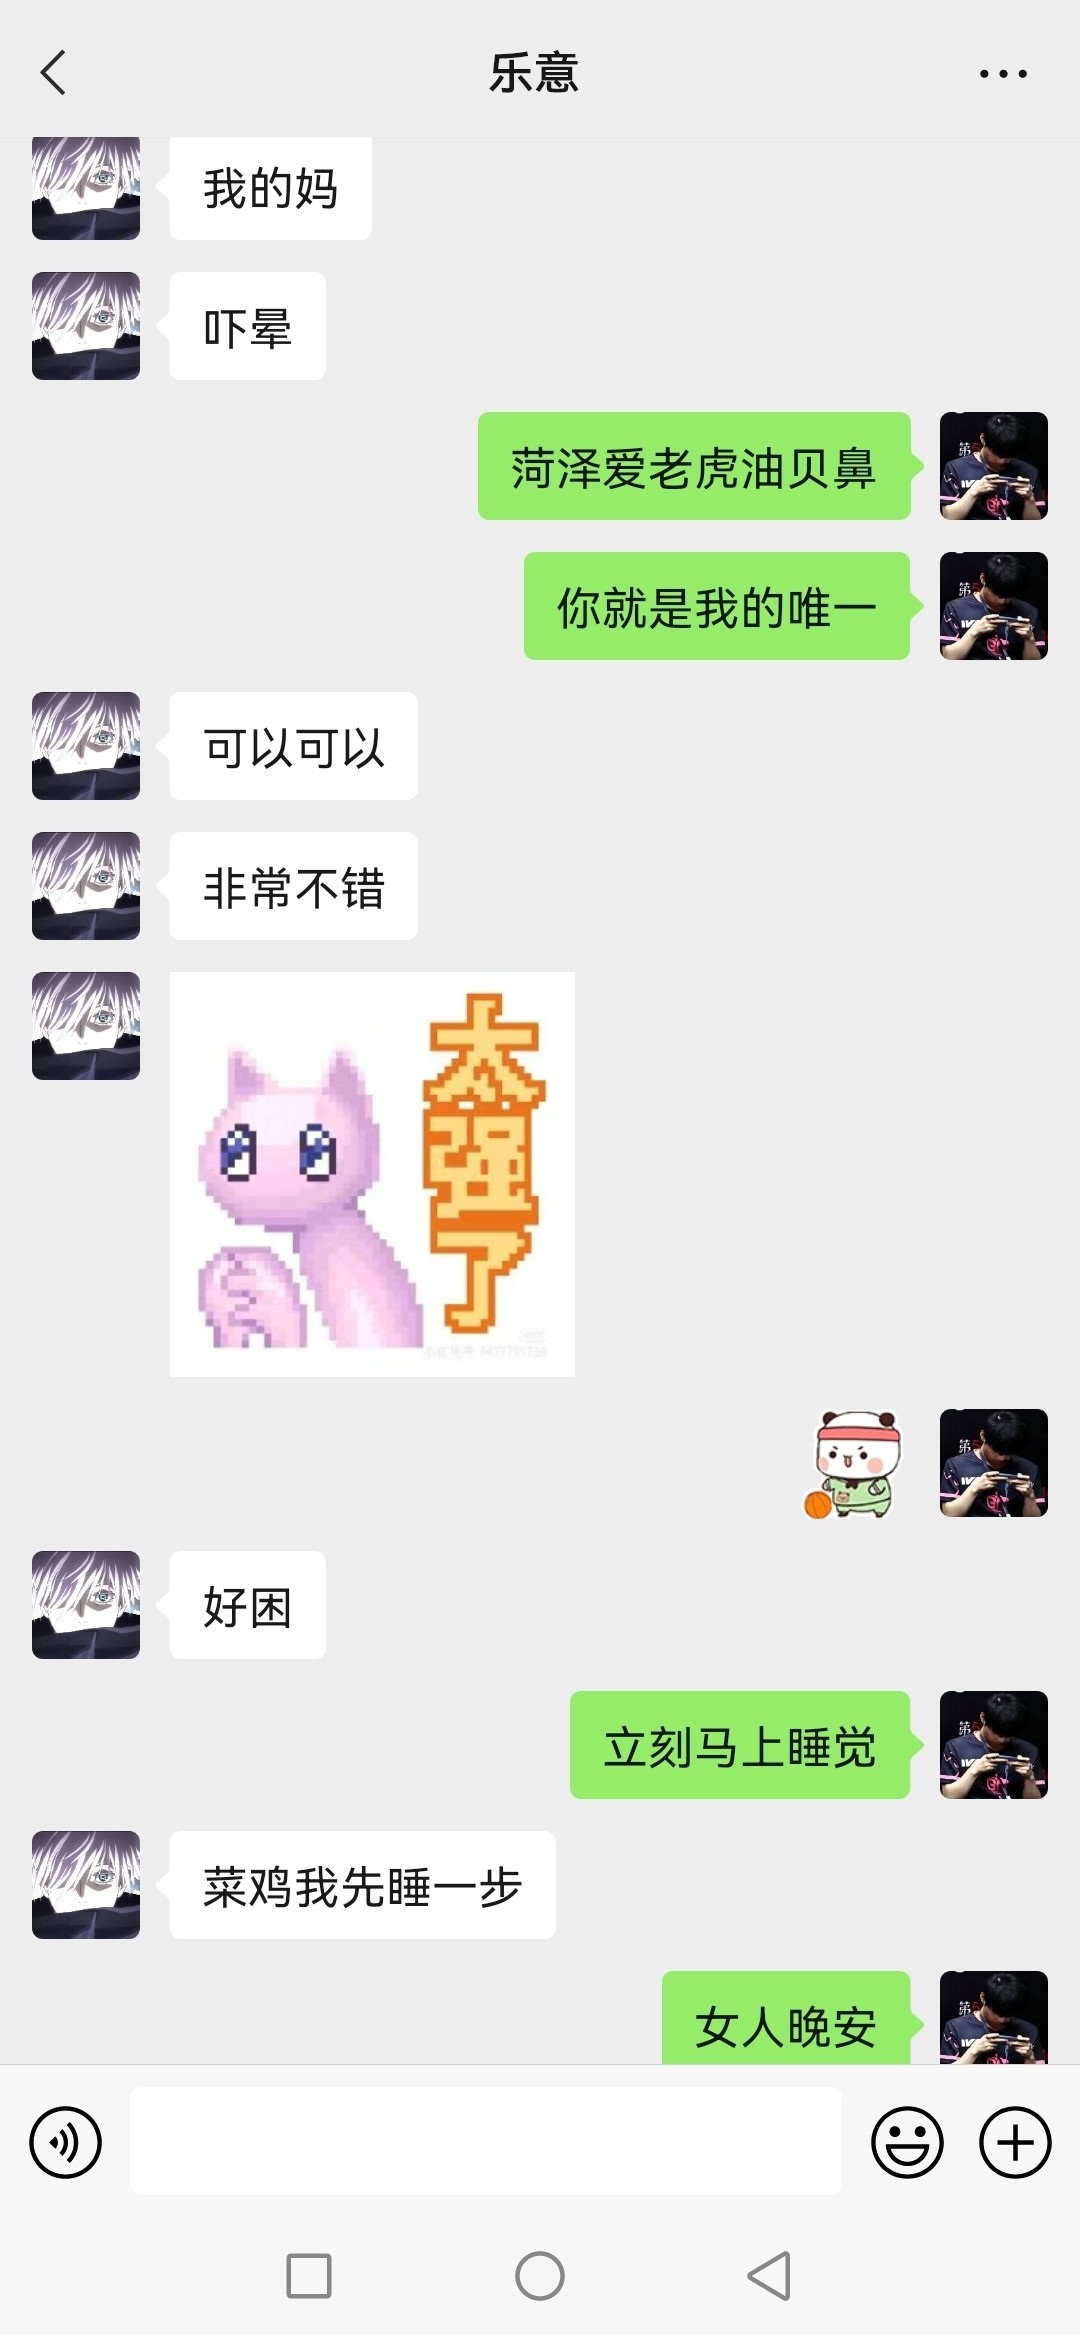 乐意
我的妈
吓晕
菏泽爱老虎油贝鼻
你就是我的唯一
可以可以
非常不错
太强了
好困
立刻马上睡觉
菜鸡我先睡一步
女人晚安